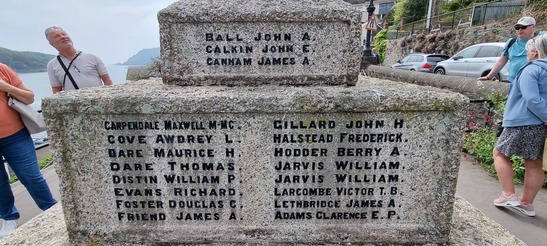 BALL JOHN A.
CALKIN JOHN E.
CANHAM JAMES A.
CARPENDALE MAXWELL M-MC.
COVE AWDREY L.
DARE MAURICE H.
DARE THOMAS.
DISTIN WILLIAM P.
EVANS RICHARD.
FOSTER DOUGLAS C.
FRIEND JAMES A.
GILLARD JOHN H.
HALSTEAD FREDERICK.
HODDER BERRY A.
JARVIS WILLIAM.
JARVIS WILLIAM.
LARCOMBE VICTOR T. B.
LETHBRIDGE JAMES A.
ADAMS CLARENCE E. P.